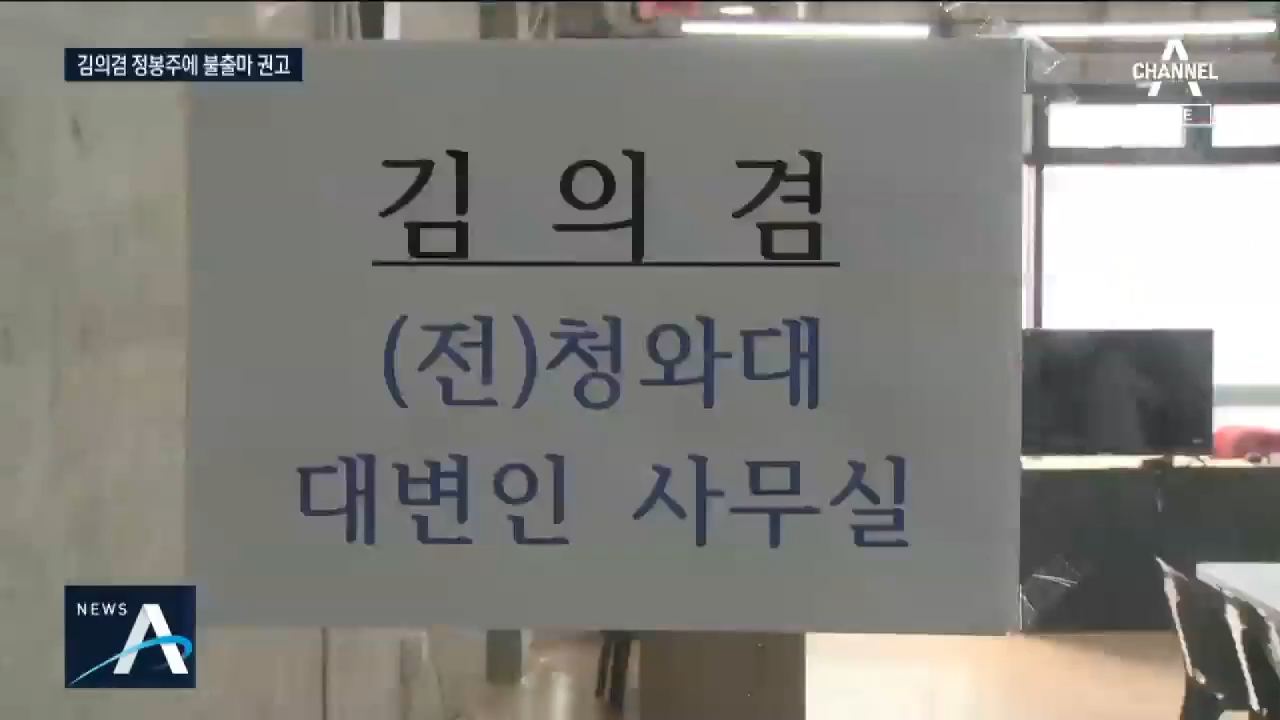 김의겸 정봉주에 불출마 권고
CHANNEL A
김 의 겸
(전)청와대
대변인 사무실
NEWS A